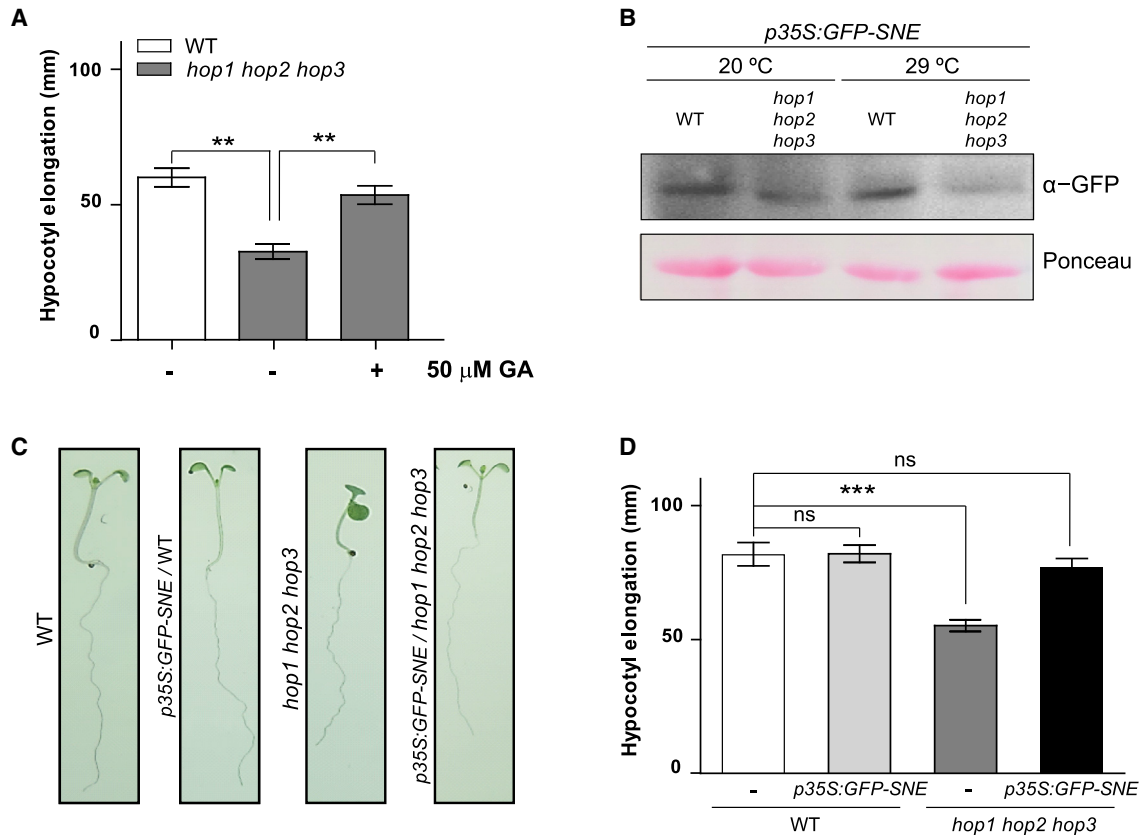 A
WT
hop1 hop2 hop3
Hypocotyl elongation (mm)
100
50
0
**
**
-
-
+
50 μM GA
B
p35S:GFP-SNE
20 ºC
29 ºC
WT
hop1
hop2
hop3
WT
hop1
hop2
hop3
α−GFP
Ponceau
C
WT
p35S:GFP-SNE / WT
hop1 hop2 hop3
p35S:GFP-SNE / hop1 hop2 hop3
D
Hypocotyl elongation (mm)
100
50
0
ns
***
ns
-
p35S:GFP-SNE
-
p35S:GFP-SNE
WT
hop1 hop2 hop3